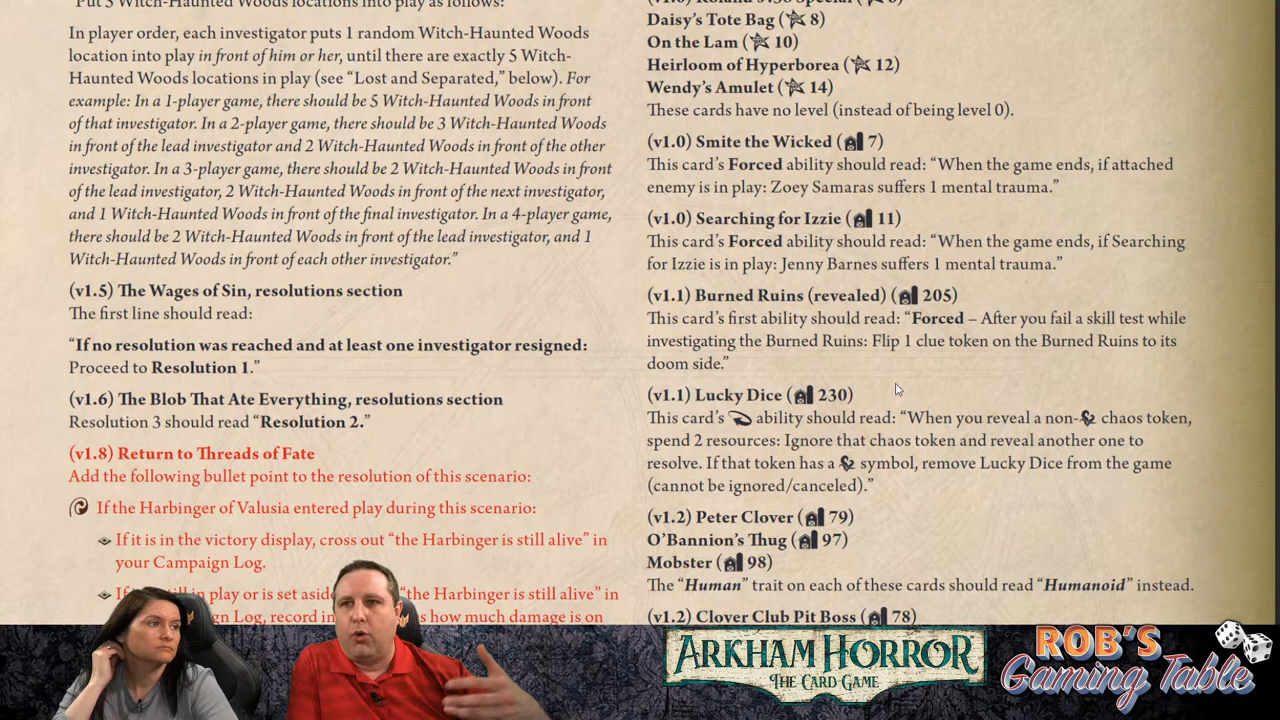 "Put 5 Witch-Haunted Woods locations into play as follows:
In player order, each investigator puts 1 random Witch-Haunted Woods
location into play in front of him or her, until there are exactly 5 Witch-
Haunted Woods locations in play (see “Lost and Separated,” below). For
example: In a 1-player game, there should be 5 Witch-Haunted Woods in front
of that investigator. In a 2-player game, there should be 3 Witch-Haunted Woods
in front of the lead investigator and 2 Witch-Haunted Woods in front of the other
investigator. In a 3-player game, there should be 2 Witch-Haunted Woods in front
of the lead investigator, 2 Witch-Haunted Woods in front of the next investigator,
and 1 Witch-Haunted Woods in front of the final investigator. In a 4-player game,
there should be 2 Witch-Haunted Woods in front of the lead investigator, and 1
Witch-Haunted Woods in front of each other investigator.”
(v1.5) The Wages of Sin, resolutions section
The first line should read:
“If no resolution was reached and at least one investigator resigned:
Proceed to Resolution 1.”
(v1.6) The Blob That Ate Everything, resolutions section
Resolution 3 should read “Resolution 2.”
(v1.8) Return to Threads of Fate
Add the following bullet point to the resolution of this scenario:
If the Harbinger of Valusia entered play during this scenario:
If it is in the victory display, cross out “the Harbinger is still alive” in
your Campaign Log.
in play or is set aside “the Harbinger is still alive” in
Log, record how much damage is on
Daisy’s Tote Bag ( 8)
On the Lam ( 10)
Heirloom of Hyperborea ( 12)
Wendy’s Amulet ( 14)
These cards have no level (instead of being level 0).
(v1.0) Smite the Wicked ( 7)
This card’s Forced ability should read: “When the game ends, if attached
enemy is in play: Zoey Samaras suffers 1 mental trauma.”
(v1.0) Searching for Izzie ( 11)
This card’s Forced ability should read: “When the game ends, if Searching
for Izzie is in play: Jenny Barnes suffers 1 mental trauma.”
(v1.1) Burned Ruins (revealed) ( 205)
This card’s first ability should read: “Forced – After you fail a skill test while
investigating the Burned Ruins: Flip 1 clue token on the Burned Ruins to its
doom side.”
(v1.1) Lucky Dice ( 230)
This card’s ability should read: “When you reveal a non- chaos token,
spend 2 resources: Ignore that chaos token and reveal another one to
resolve. If that token has a symbol, remove Lucky Dice from the game
(cannot be ignored/canceled).”
(v1.2) Peter Clover ( 79)
O’Bannion’s Thug ( 97)
Mobster ( 98)
The “Human” trait on each of these cards should read “Humanoid” instead.
(v1.2) Clover Club Pit Boss ( 78)
ARKHAM HORROR
THE CARD GAME
ROB'S
Gaming Table